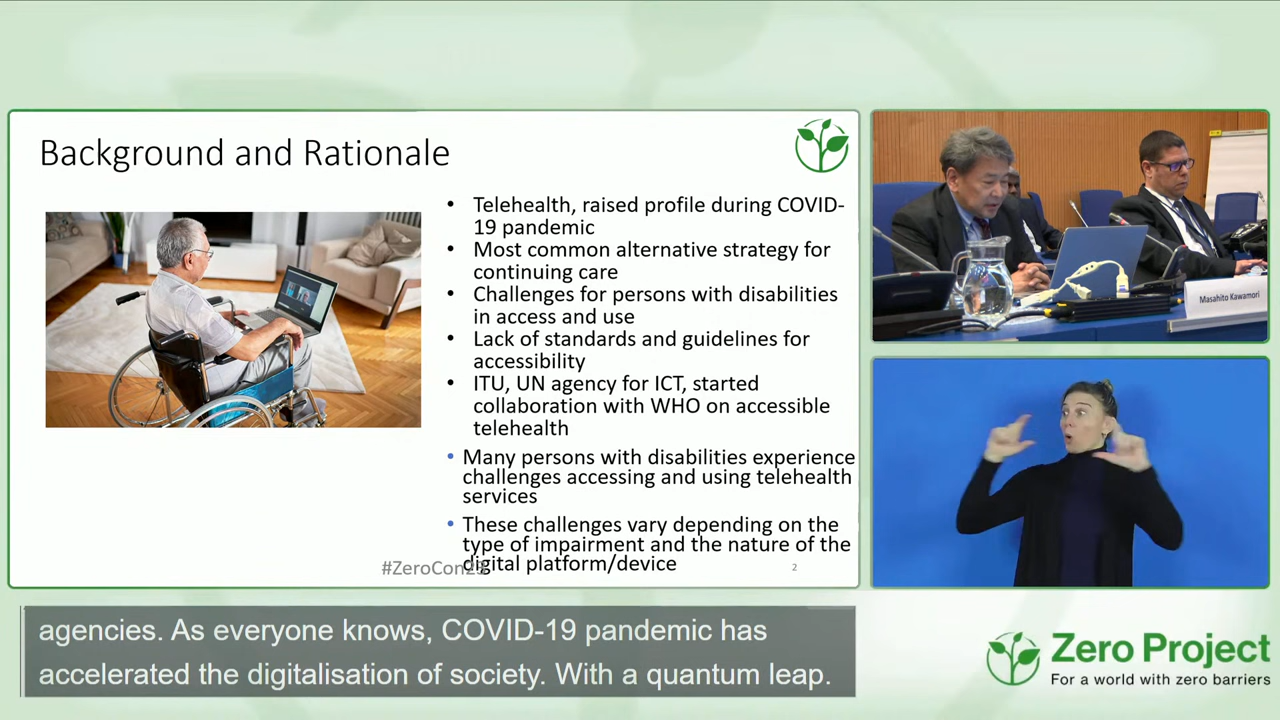 Background and Rationale
• Telehealth, raised profile during COVID-
19 pandemic
• Most common alternative strategy for
continuing care
• Challenges for persons with disabilities
in access and use
• Lack of standards and guidelines for
accessibility
• ITU, UN agency for ICT, started
collaboration with WHO on accessible
telehealth
• Many persons with disabilities experience
challenges accessing and using telehealth
services
• These challenges vary depending on the
type of impairment and the nature of the
digital platform/device
#ZeroCon23
2
Masahito Kawamori
agencies. As everyone knows, COVID-19 pandemic has
accelerated the digitalisation of society. With a quantum leap.
Zero Project
For a world with zero barriers